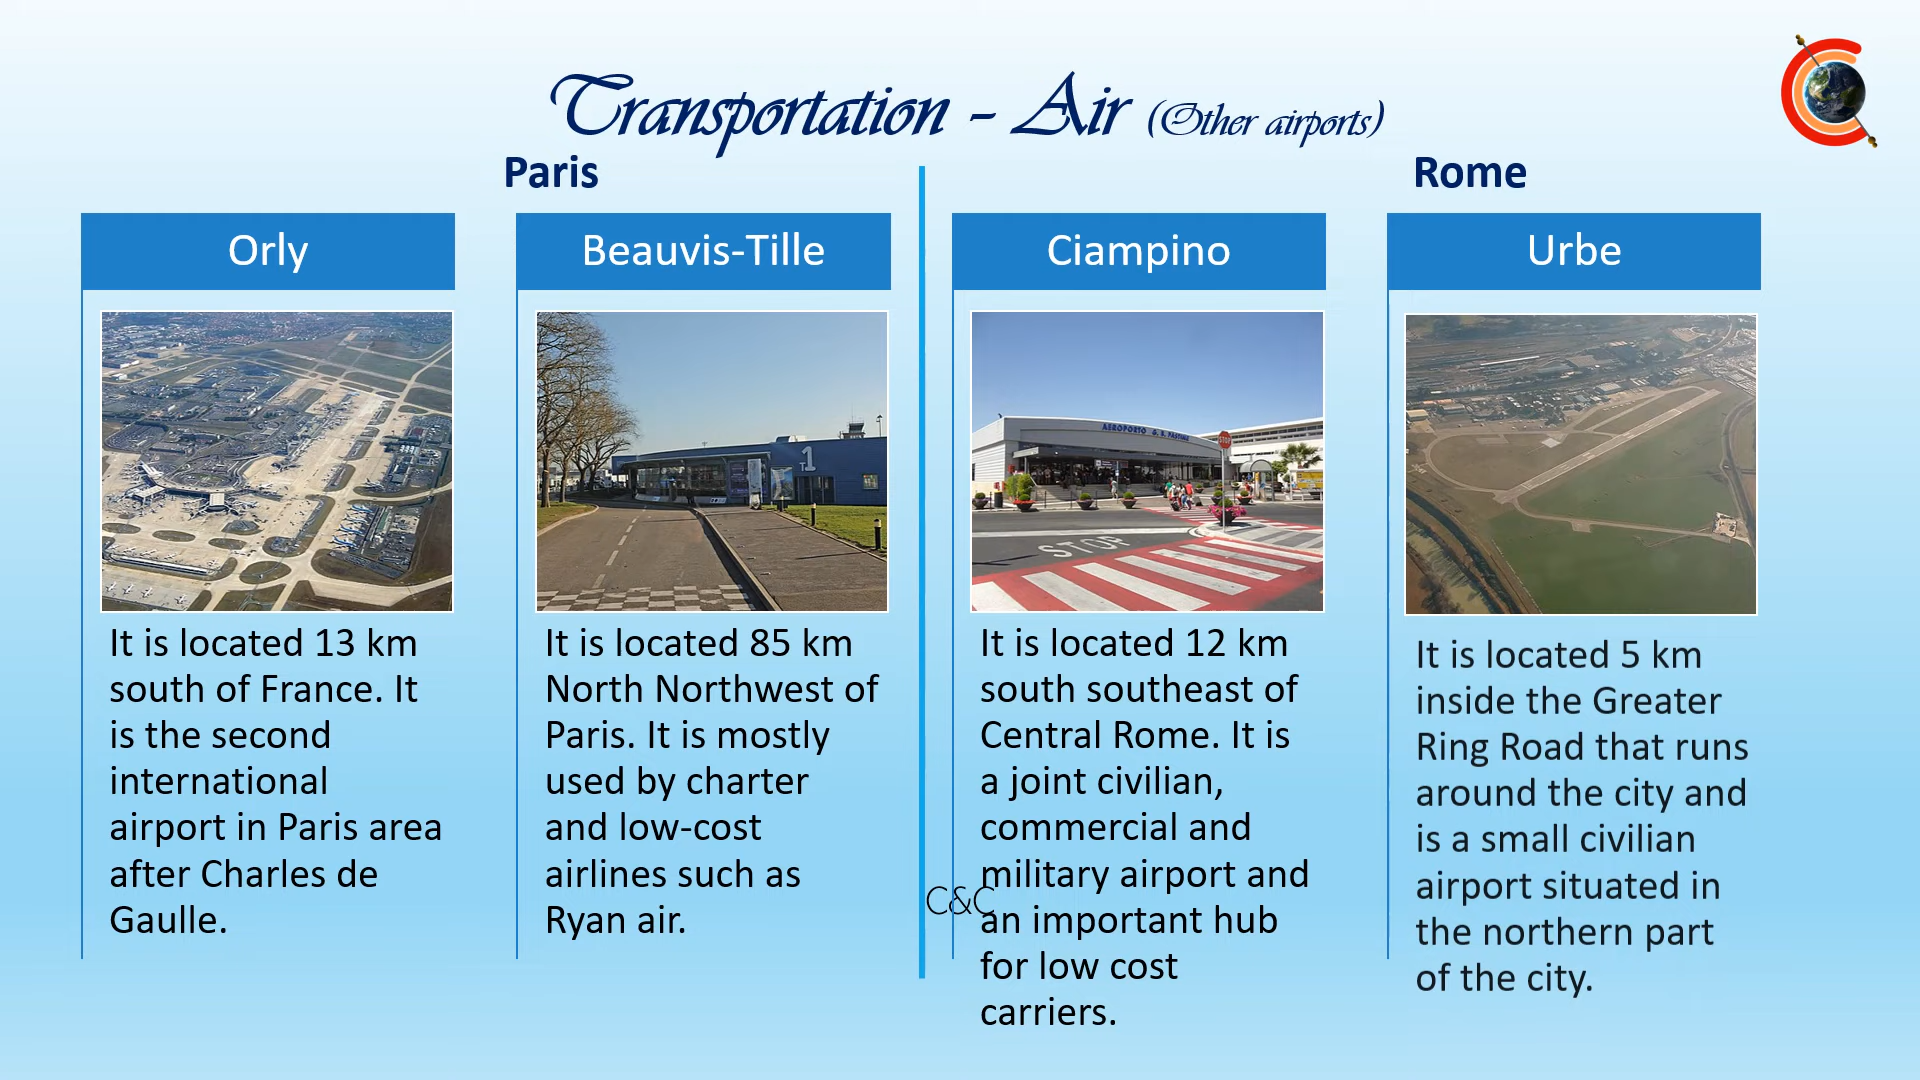 Transportation - Air (Other airports)
Paris
Rome
Orly
Beauvis-Tille
Ciampino
Urbe
1
AEROPORTO G. B. PASTINE
STOP
STOP
It is located 13 km
south of France. It
is the second
international
airport in Paris area
after Charles de
Gaulle.
It is located 85 km
North Northwest of
Paris. It is mostly
used by charter
and low-cost
airlines such as
Ryan air.
It is located 12 km
south southeast of
Central Rome. It is
a joint civilian,
commercial and
military airport and
an important hub
for low cost
carriers.
It is located 5 km
inside the Greater
Ring Road that runs
around the city and
is a small civilian
airport situated in
the northern part
of the city.
C&C